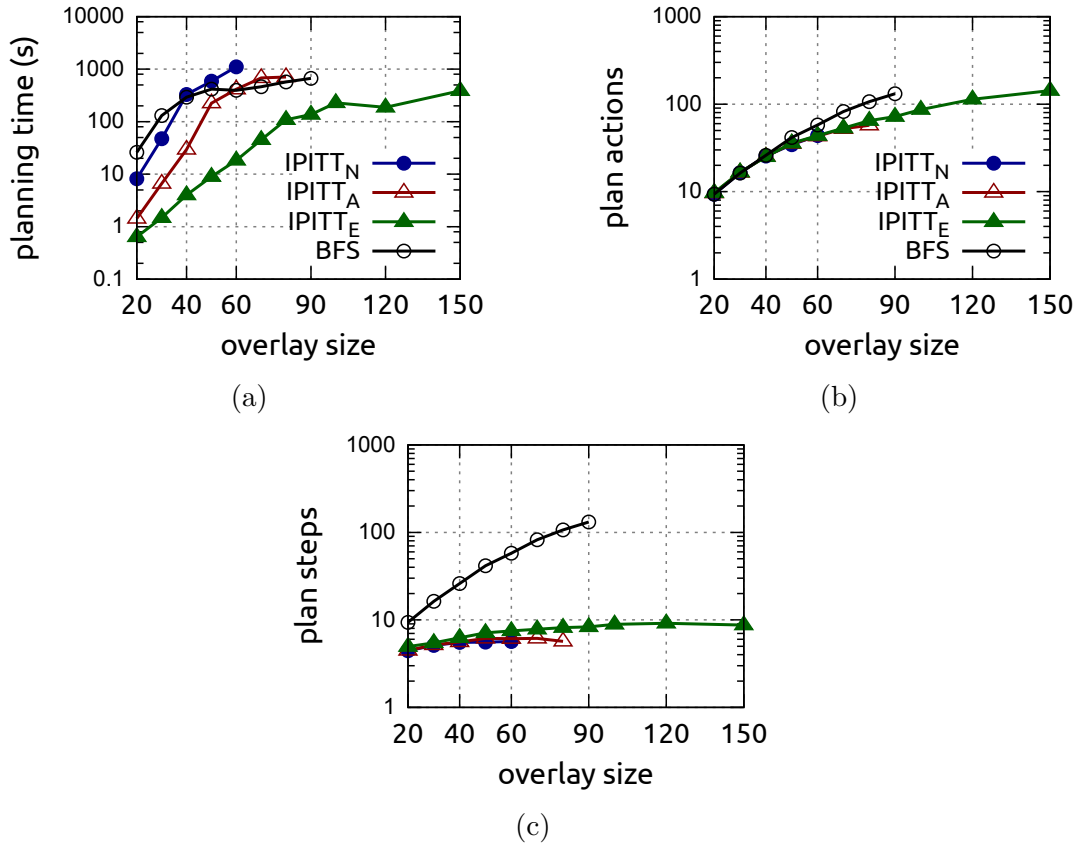 10000
1000
100
10
1
0.1
planning time (s)
IPITT_N
IPITT_A
IPITT_E
BFS
20 40 60 90 120 150
overlay size
(a)
1000
100
10
1
plan actions
IPITT_N
IPITT_A
IPITT_E
BFS
20 40 60 90 120 150
overlay size
(b)
1000
100
10
1
plan steps
20 40 60 90 120 150
overlay size
(c)